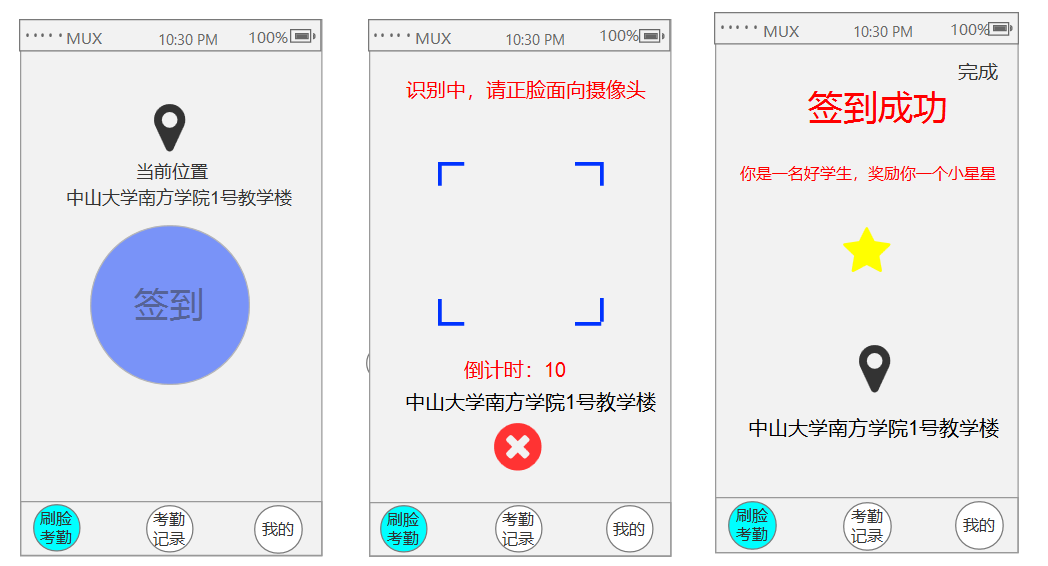 MUX 10:30 PM 100%
当前位置
中山大学南方学院1号教学楼
签到
刷脸
考勤
考勤
记录
我的
MUX 10:30 PM 100%
识别中，请正脸面向摄像头
倒计时：10
中山大学南方学院1号教学楼
刷脸
考勤
考勤
记录
我的
MUX 10:30 PM 100%
完成
签到成功
你是一名好学生，奖励你一个小星星
中山大学南方学院1号教学楼
刷脸
考勤
考勤
记录
我的